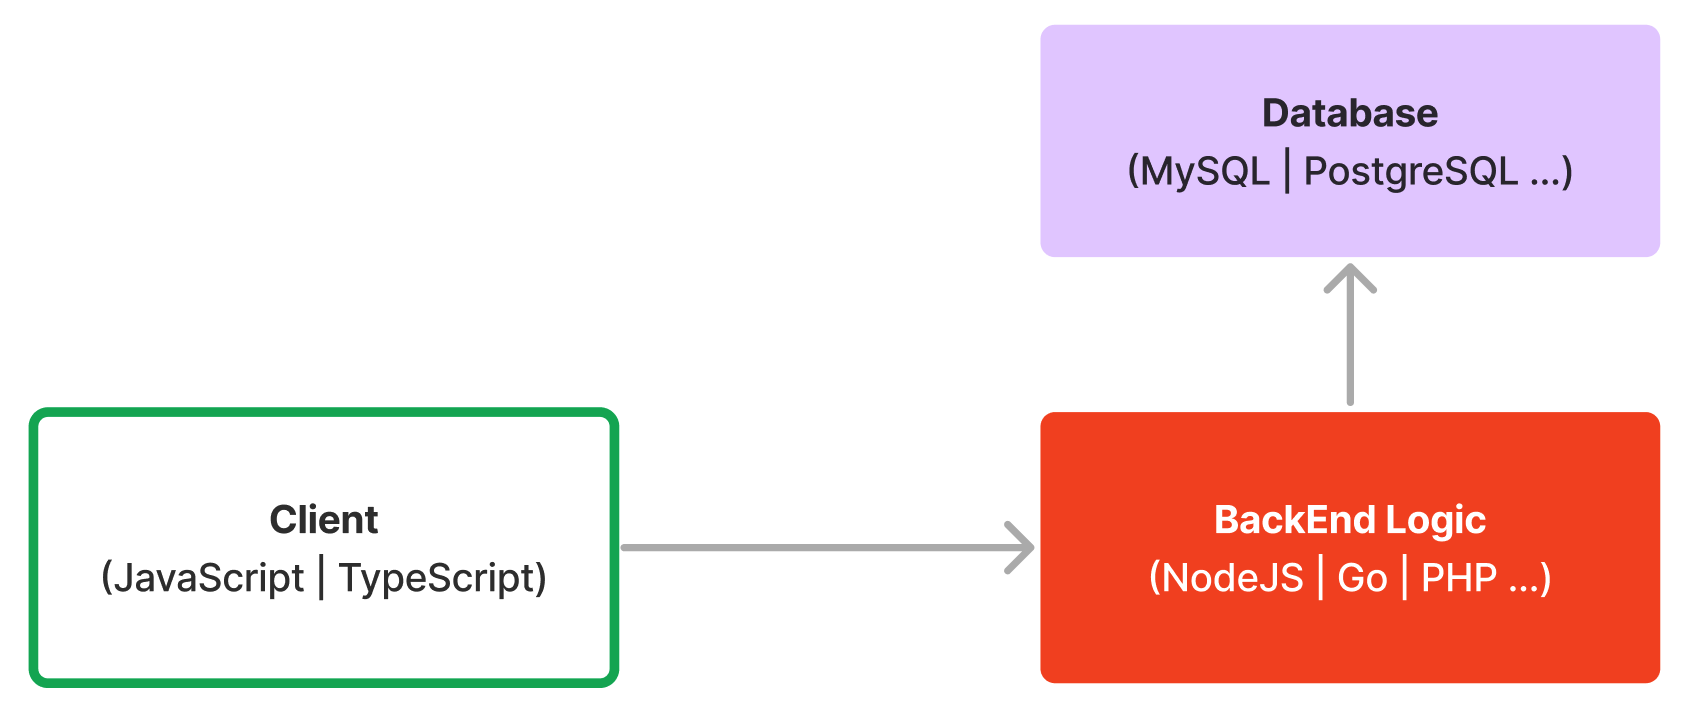 Database
(MySQL | PostgreSQL ...)
Client
(JavaScript | TypeScript)
BackEnd Logic
(NodeJS | Go | PHP ...)